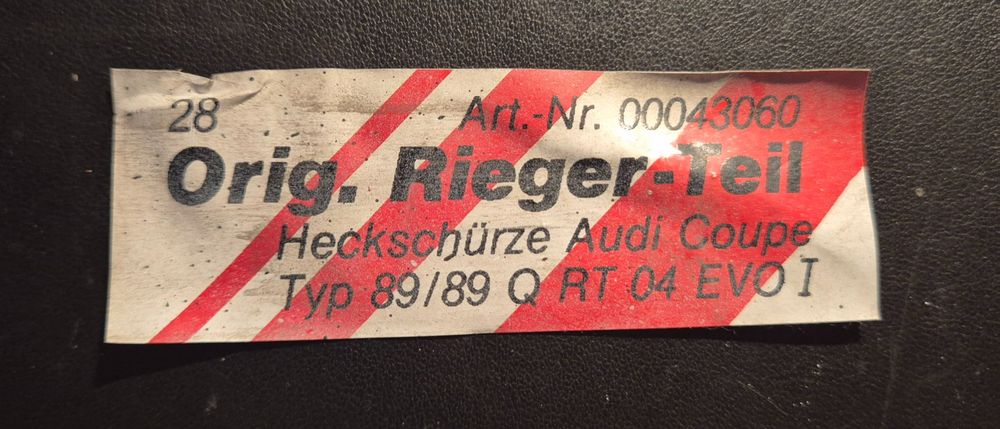 28 Art.-Nr. 00043060
Orig. Rieger-Teil
Heckschürze Audi Coupe
Typ 89/89 Q RT 04 EVO I